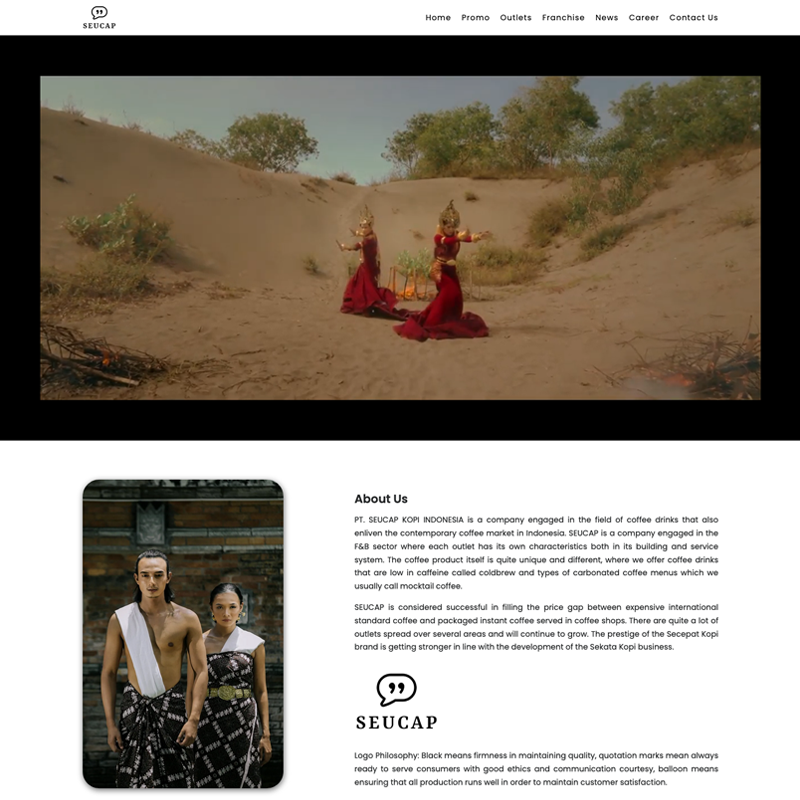 SEUCAP
Home Promo Outlets Franchise News Career Contact Us
About Us
PT. SEUCAP KOPI INDONESIA is a company engaged in the field of coffee drinks that also
enliven the contemporary coffee market in Indonesia. SEUCAP is a company engaged in the
F&B sector where each outlet has its own characteristics both in its building and service
system. The coffee product itself is quite unique and different, where we offer coffee drinks
that are low in caffeine called coldbrew and types of carbonated coffee menus which we
usually call mocktail coffee.
SEUCAP is considered successful in filling the price gap between expensive international
standard coffee and packaged instant coffee served in coffee shops. There are quite a lot of
outlets spread over several areas and will continue to grow. The prestige of the Secepat Kopi
brand is getting stronger in line with the development of the Sekata Kopi business.
SEUCAP
Logo Philosophy: Black means firmness in maintaining quality, quotation marks mean always
ready to serve consumers with good ethics and communication courtesy, balloon means
ensuring that all production runs well in order to maintain customer satisfaction.